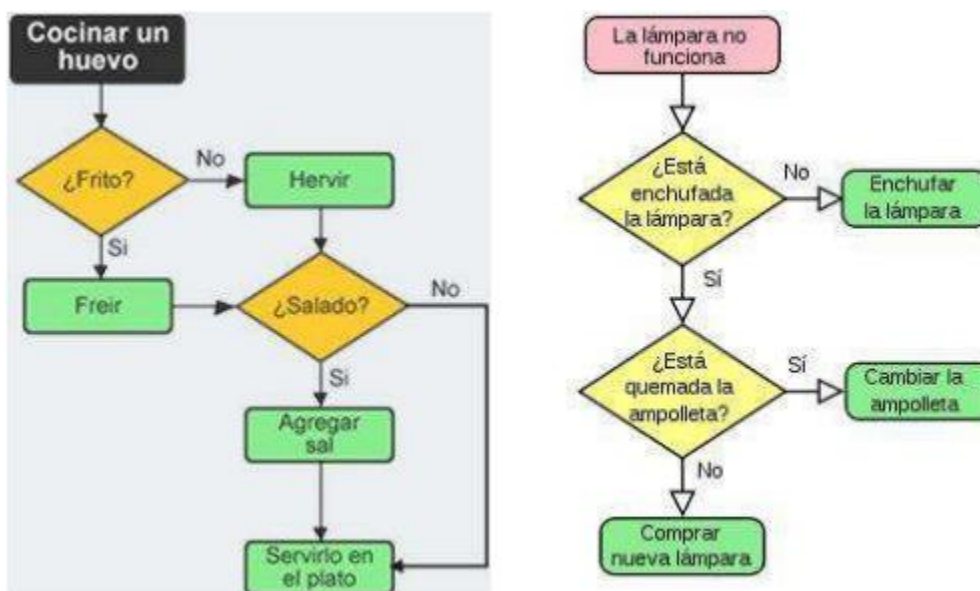 Cocinar un
huevo
¿Frito?
No
Hervir
Si
Freir
¿Salado?
No
Si
Agregar
sal
Servirlo en
el plato
La lámpara no
funciona
¿Está
enchufada
la lámpara?
No
Enchufar
la lámpara
Sí
¿Está
quemada la
ampolleta?
Sí
Cambiar la
ampolleta
No
Comprar
nueva lámpara